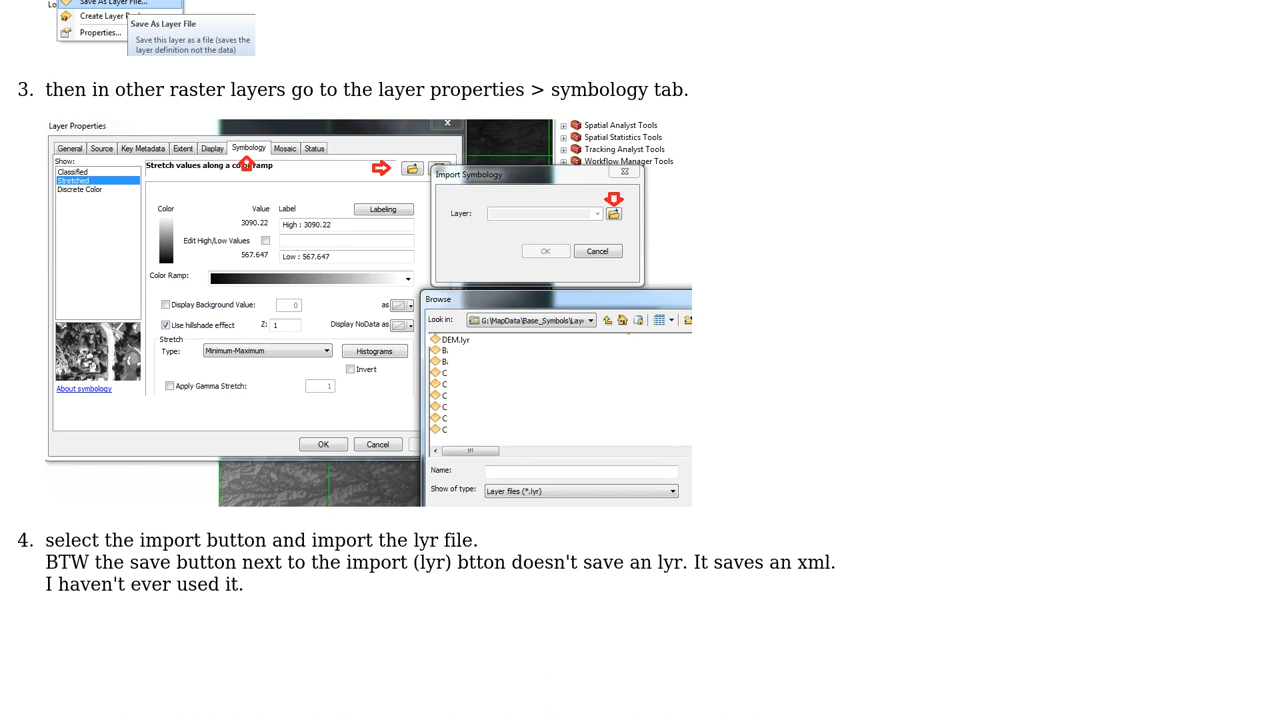 Lo
Save As Layer File...
Create Layer P
Save As Layer File
Properties...
Save this layer as a file (saves the
layer definition not the data)
3. then in other raster layers go to the layer properties > symbology tab.
Layer Properties
General Source Key Metadata Extent Display Symbology Mosaic Status
Show:
Classified
Stretched
Discrete Color
About symbology
Stretch values along a color ramp
Color Value Label Labeling
3090.22 High : 3090.22
Edit High/Low Values
567.647 Low : 567.647
Color Ramp:
Display Background Value: 0 as
Use hillshade effect Z: 1 Display NoData as
Stretch
Type: Minimum-Maximum Histograms
Invert
Apply Gamma Stretch: 1
OK Cancel
Spatial Analyst Tools
Spatial Statistics Tools
Tracking Analyst Tools
Workflow Manager Tools
Import Symbology
Layer:
OK Cancel
Browse
Look in: G:\MapData\Base_Symbols\Lay
DEM.lyr
B
B
C
C
C
C
C
C
Name:
Show of type: Layer files (*.lyr)
4. select the import button and import the lyr file.
BTW the save button next to the import (lyr) btton doesn't save an lyr. It saves an xml.
I haven't ever used it.